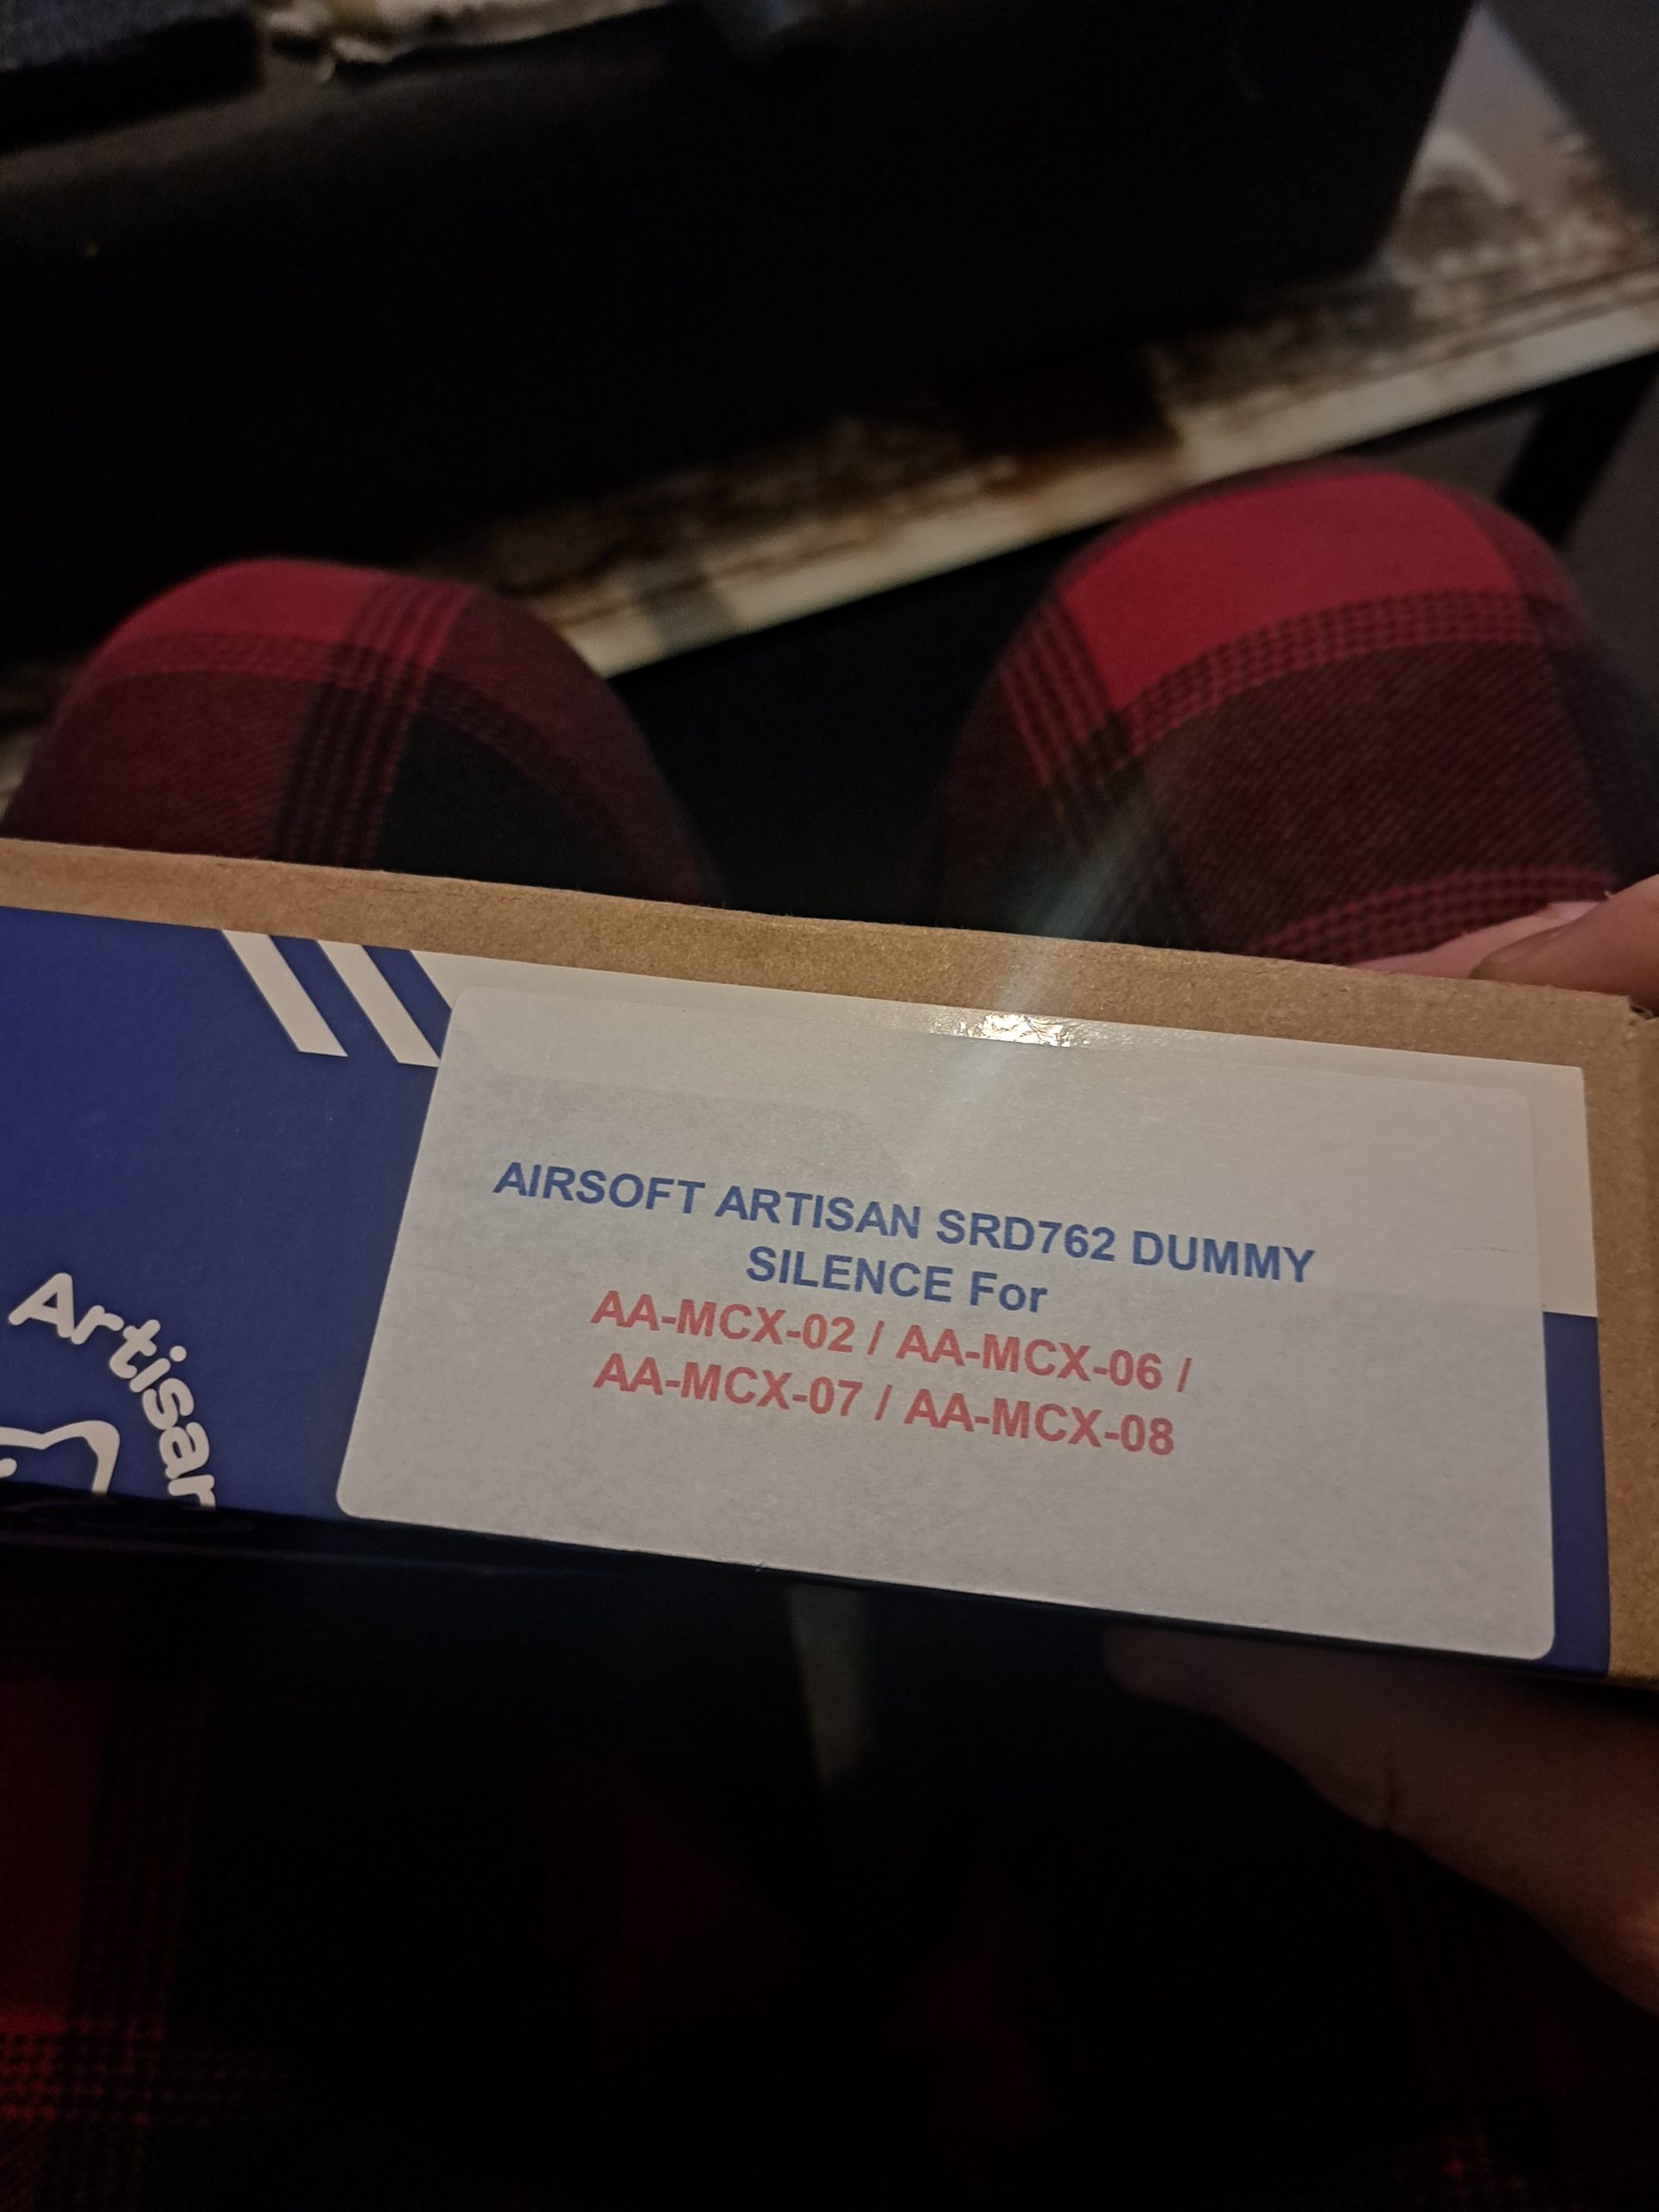 Artisan
AIRSOFT ARTISAN SRD762 DUMMY
SILENCE For
AA-MCX-02 / AA-MCX-06 /
AA-MCX-07 / AA-MCX-08